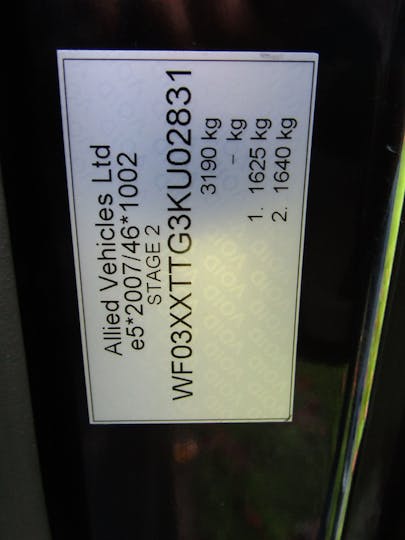 Allied Vehicles Ltd
e5*2007/46*1002
STAGE 2
WF03XXTTG3KU02831
3190 kg
- kg
1. 1625 kg
2. 1640 kg
VOID